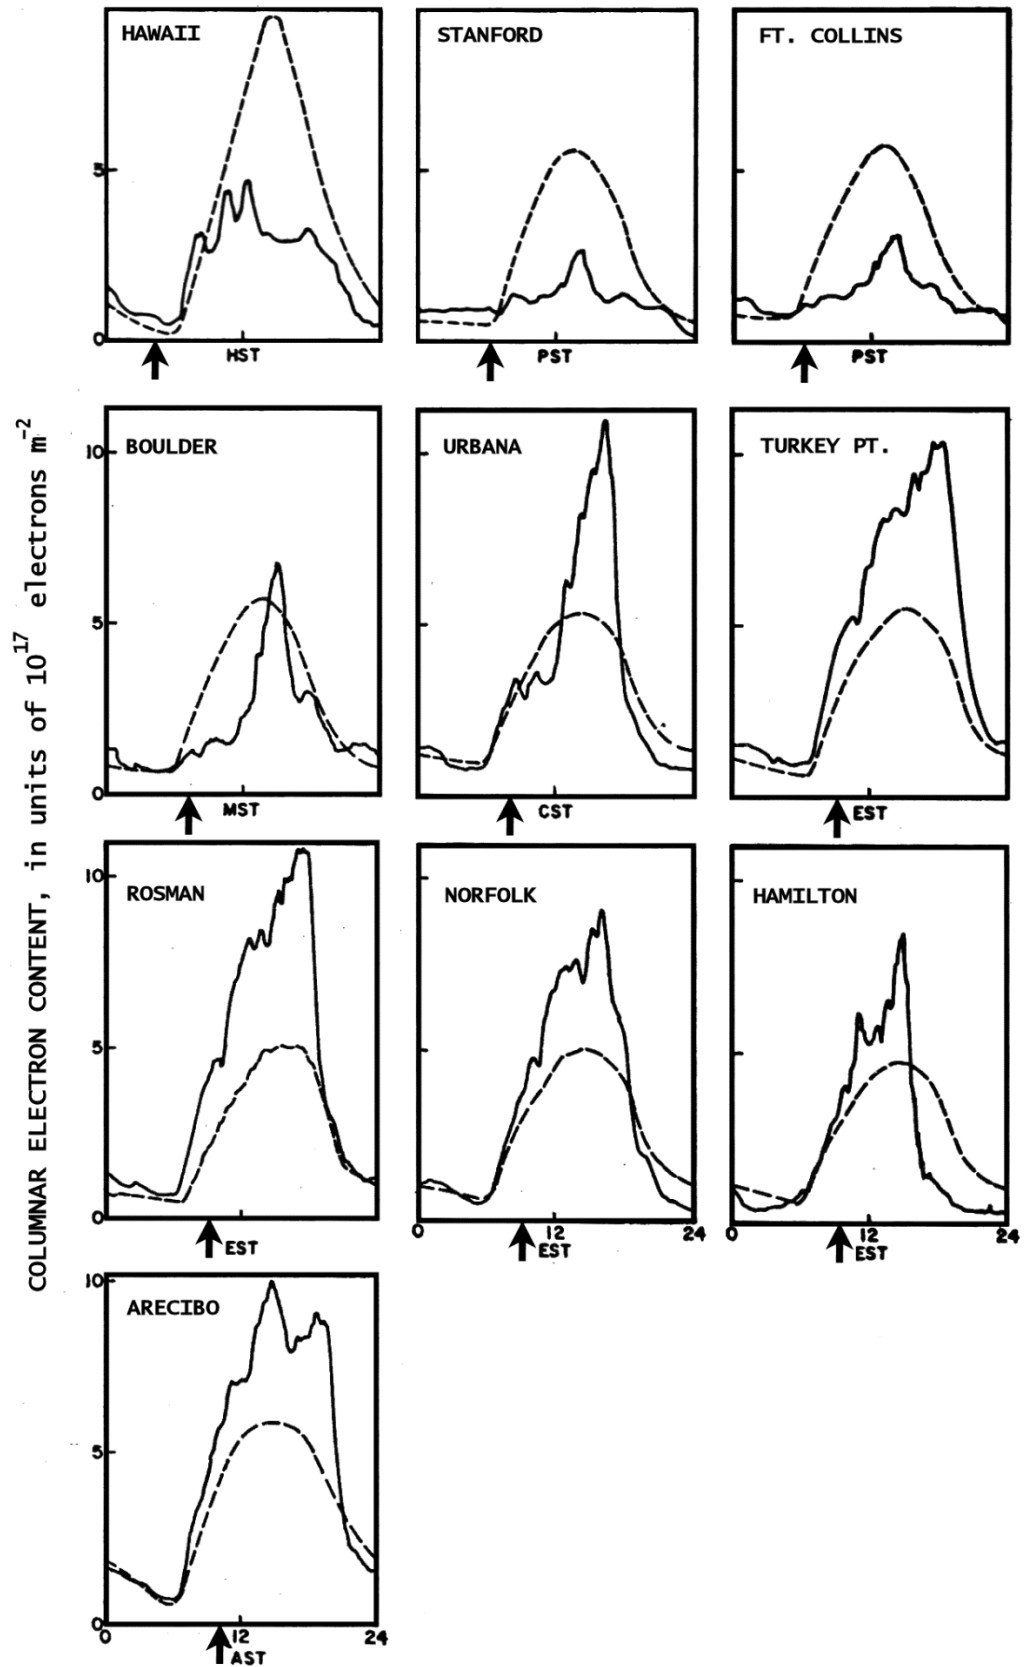 COLUMNAR ELECTRON CONTENT, in units of 10^17 electrons m^-2
HAWAII
5
0
HST
STANFORD
PST
FT. COLLINS
PST
BOULDER
10
5
0
MST
URBANA
CST
TURKEY PT.
EST
ROSMAN
10
5
0
EST
NORFOLK
0 12 24
EST
HAMILTON
12 24
EST
ARECIBO
10
5
0
0 12 24
AST